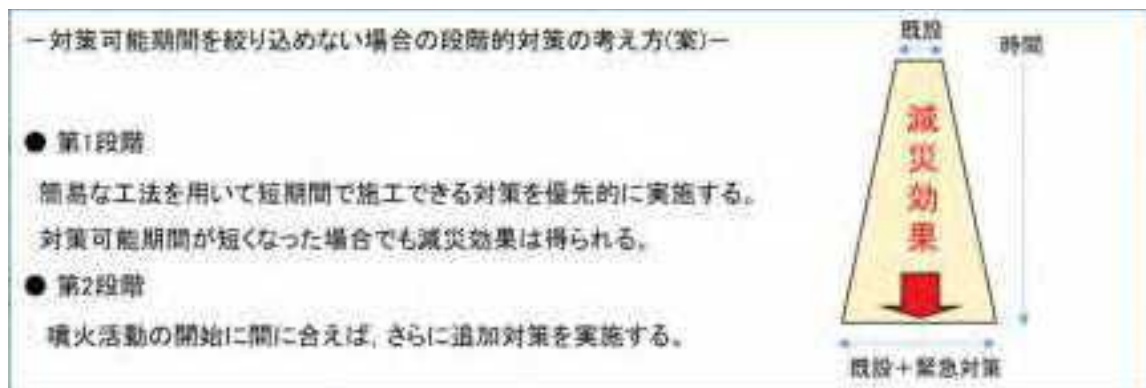 －対策可能期間を絞り込めない場合の段階的対策の考え方(案)－
● 第1段階
簡易な工法を用いて短期間で施工できる対策を優先的に実施する。
対策可能期間が短くなった場合でも減災効果は得られる。
● 第2段階
噴火活動の開始に間に合えば，さらに追加対策を実施する。
既設
時間
減災効果
既設＋緊急対策